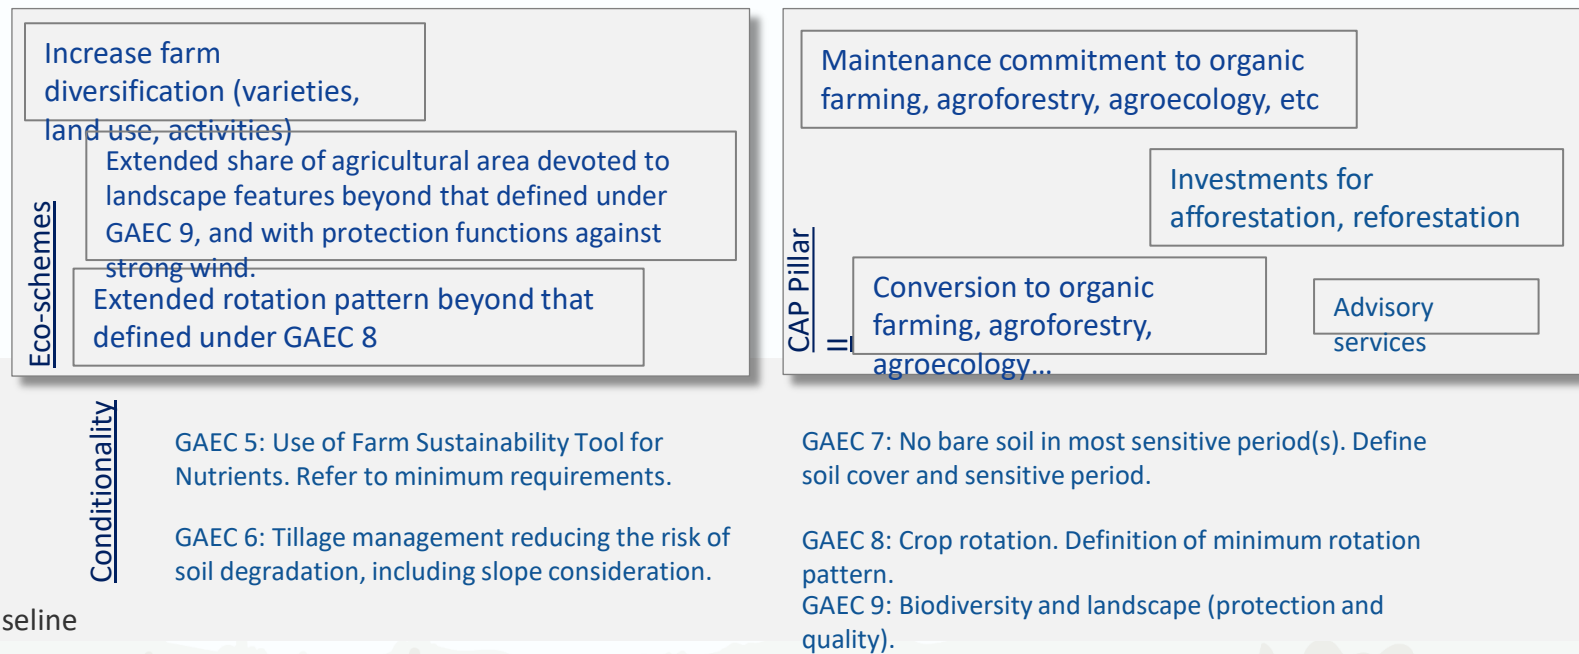 Increase farm
diversification (varieties,
land use, activities)
Extended share of agricultural area devoted to
landscape features beyond that defined under
GAEC 9, and with protection functions against
strong wind.
Extended rotation pattern beyond that
defined under GAEC 8
Eco-schemes
Maintenance commitment to organic
farming, agroforestry, agroecology, etc
Investments for
afforestation, reforestation
Conversion to organic
farming, agroforestry,
agroecology…
Advisory
services
CAP Pillar
II
Conditionality
GAEC 5: Use of Farm Sustainability Tool for
Nutrients. Refer to minimum requirements.
GAEC 6: Tillage management reducing the risk of
soil degradation, including slope consideration.
GAEC 7: No bare soil in most sensitive period(s). Define
soil cover and sensitive period.
GAEC 8: Crop rotation. Definition of minimum rotation
pattern.
GAEC 9: Biodiversity and landscape (protection and
quality).
seline